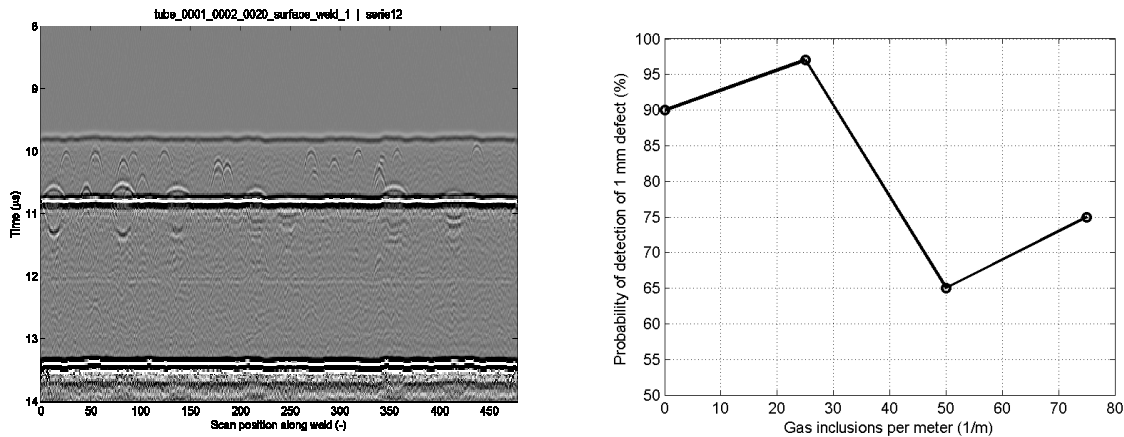 tube_0001_0002_0020_surface_weld_1 | serie12
8
9
10
11
12
13
14
Time (µs)
0 50 100 150 200 250 300 350 400 450
Scan position along weld (-)
100
95
90
85
80
75
70
65
60
55
50
Probability of detection of 1 mm defect (%)
0 10 20 30 40 50 60 70 80
Gas inclusions per meter (1/m)